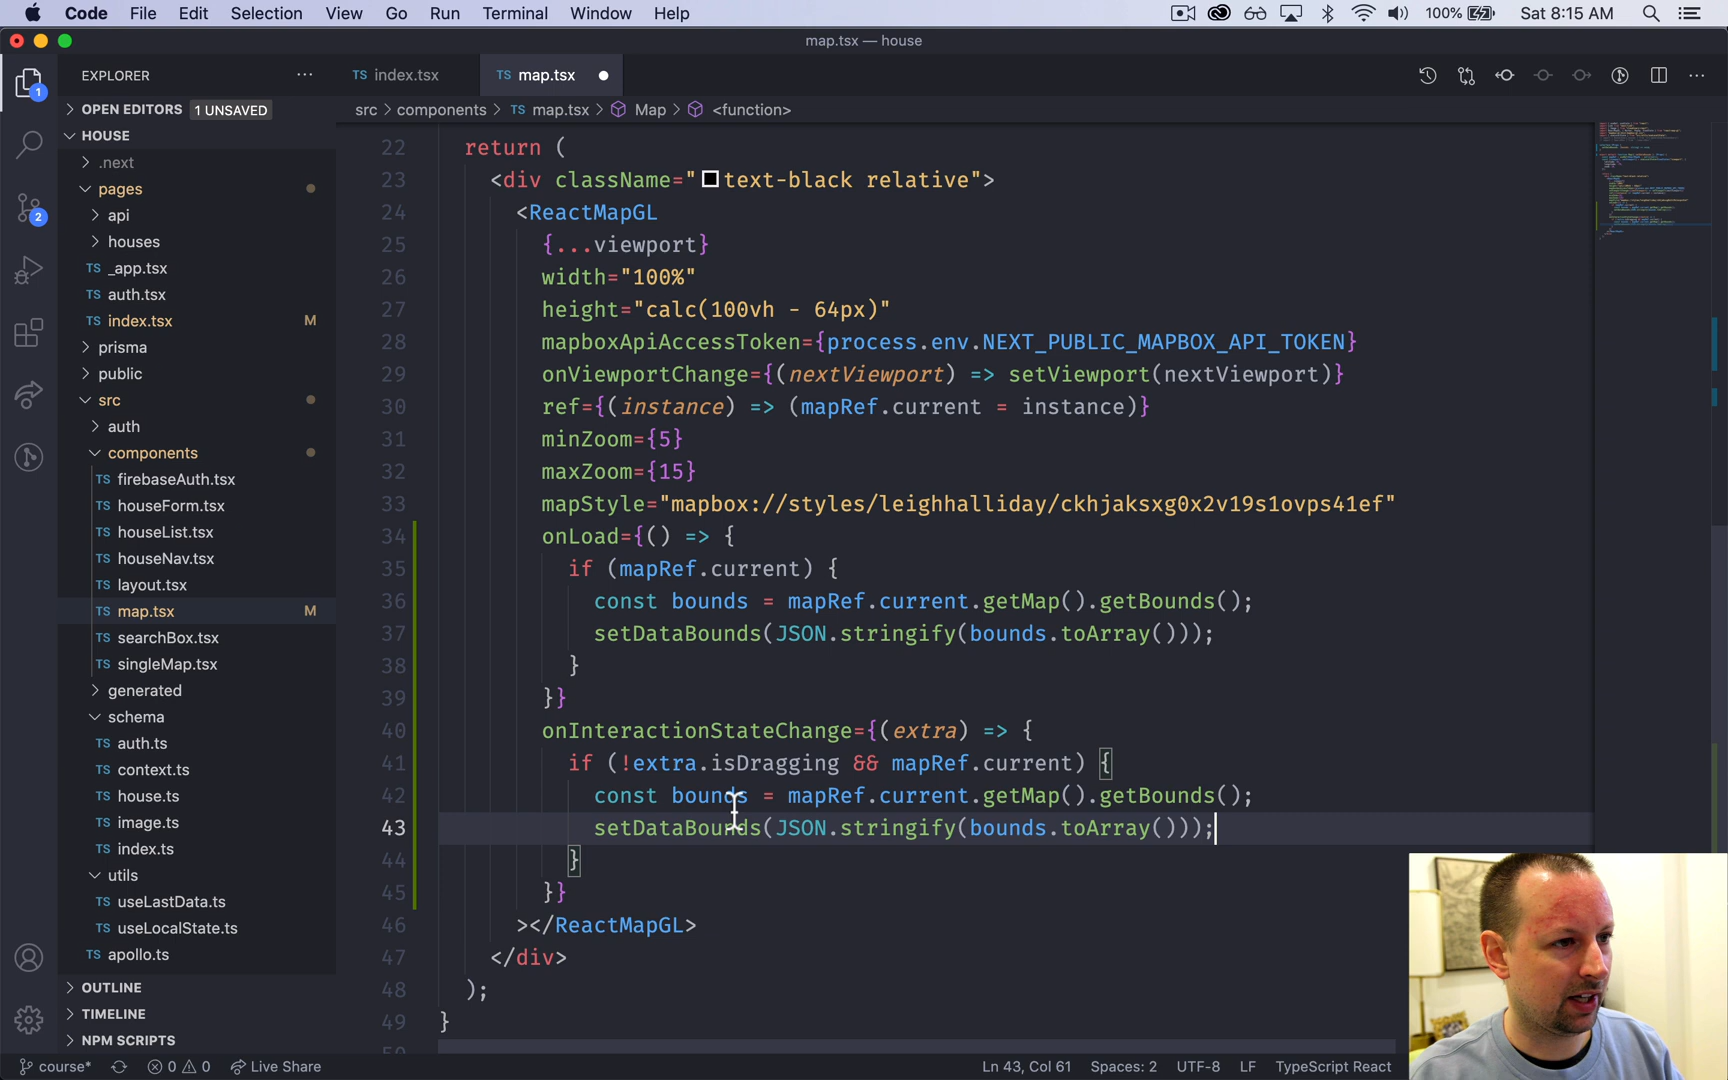 Code File Edit Selection View Go Run Terminal Window Help 100% Sat 8:15 AM
map.tsx — house
EXPLORER ···
TS index.tsx
TS map.tsx ●
OPEN EDITORS 1 UNSAVED
src > components > TS map.tsx > Map > <function>
HOUSE
.next
pages
api
houses
TS _app.tsx
TS auth.tsx
TS index.tsx M
prisma
public
src
auth
components
TS firebaseAuth.tsx
TS houseForm.tsx
TS houseList.tsx
TS houseNav.tsx
TS layout.tsx
TS map.tsx M
TS searchBox.tsx
TS singleMap.tsx
generated
schema
TS auth.ts
TS context.ts
TS house.ts
TS image.ts
TS index.ts
utils
TS useLastData.ts
TS useLocalState.ts
TS apollo.ts
OUTLINE
TIMELINE
NPM SCRIPTS
1
2
22 return (
23 <div className="text-black relative">
24 <ReactMapGL
25 {...viewport}
26 width="100%"
27 height="calc(100vh - 64px)"
28 mapboxApiAccessToken={process.env.NEXT_PUBLIC_MAPBOX_API_TOKEN}
29 onViewportChange={(nextViewport) => setViewport(nextViewport)}
30 ref={(instance) => (mapRef.current = instance)}
31 minZoom={5}
32 maxZoom={15}
33 mapStyle="mapbox://styles/leighhalliday/ckhjaksxg0x2v19s1ovps41ef"
34 onLoad={() => {
35 if (mapRef.current) {
36 const bounds = mapRef.current.getMap().getBounds();
37 setDataBounds(JSON.stringify(bounds.toArray()));
38 }
39 }}
40 onInteractionStateChange={(extra) => {
41 if (!extra.isDragging && mapRef.current) {
42 const bounds = mapRef.current.getMap().getBounds();
43 setDataBounds(JSON.stringify(bounds.toArray()));
44 }
45 }}
46 ></ReactMapGL>
47 </div>
48 );
49 }
50
course* 0 0 Live Share Ln 43, Col 61 Spaces: 2 UTF-8 LF TypeScript React